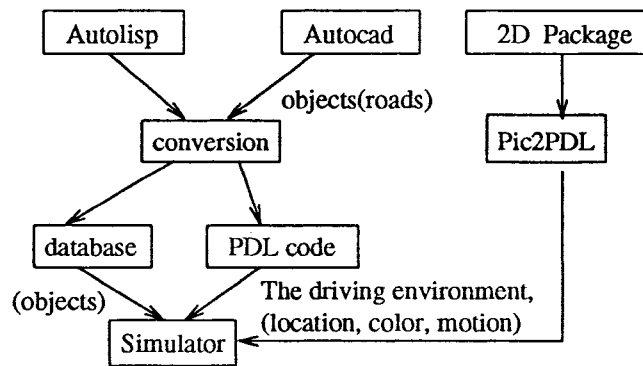 Autolisp
Autocad
2D Package
objects(roads)
conversion
Pic2PDL
database
PDL code
(objects)
The driving environment,
(location, color, motion)
Simulator